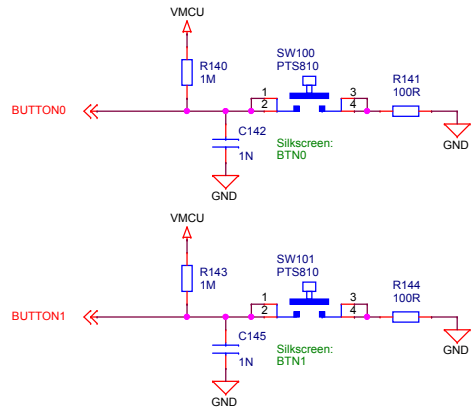 VMCU
R140
1M
SW100
PTS810
R141
100R
BUTTON0
1
2
3
4
C142
1N
Silkscreen:
BTN0
GND
GND
VMCU
R143
1M
SW101
PTS810
R144
100R
BUTTON1
1
2
3
4
C145
1N
Silkscreen:
BTN1
GND
GND